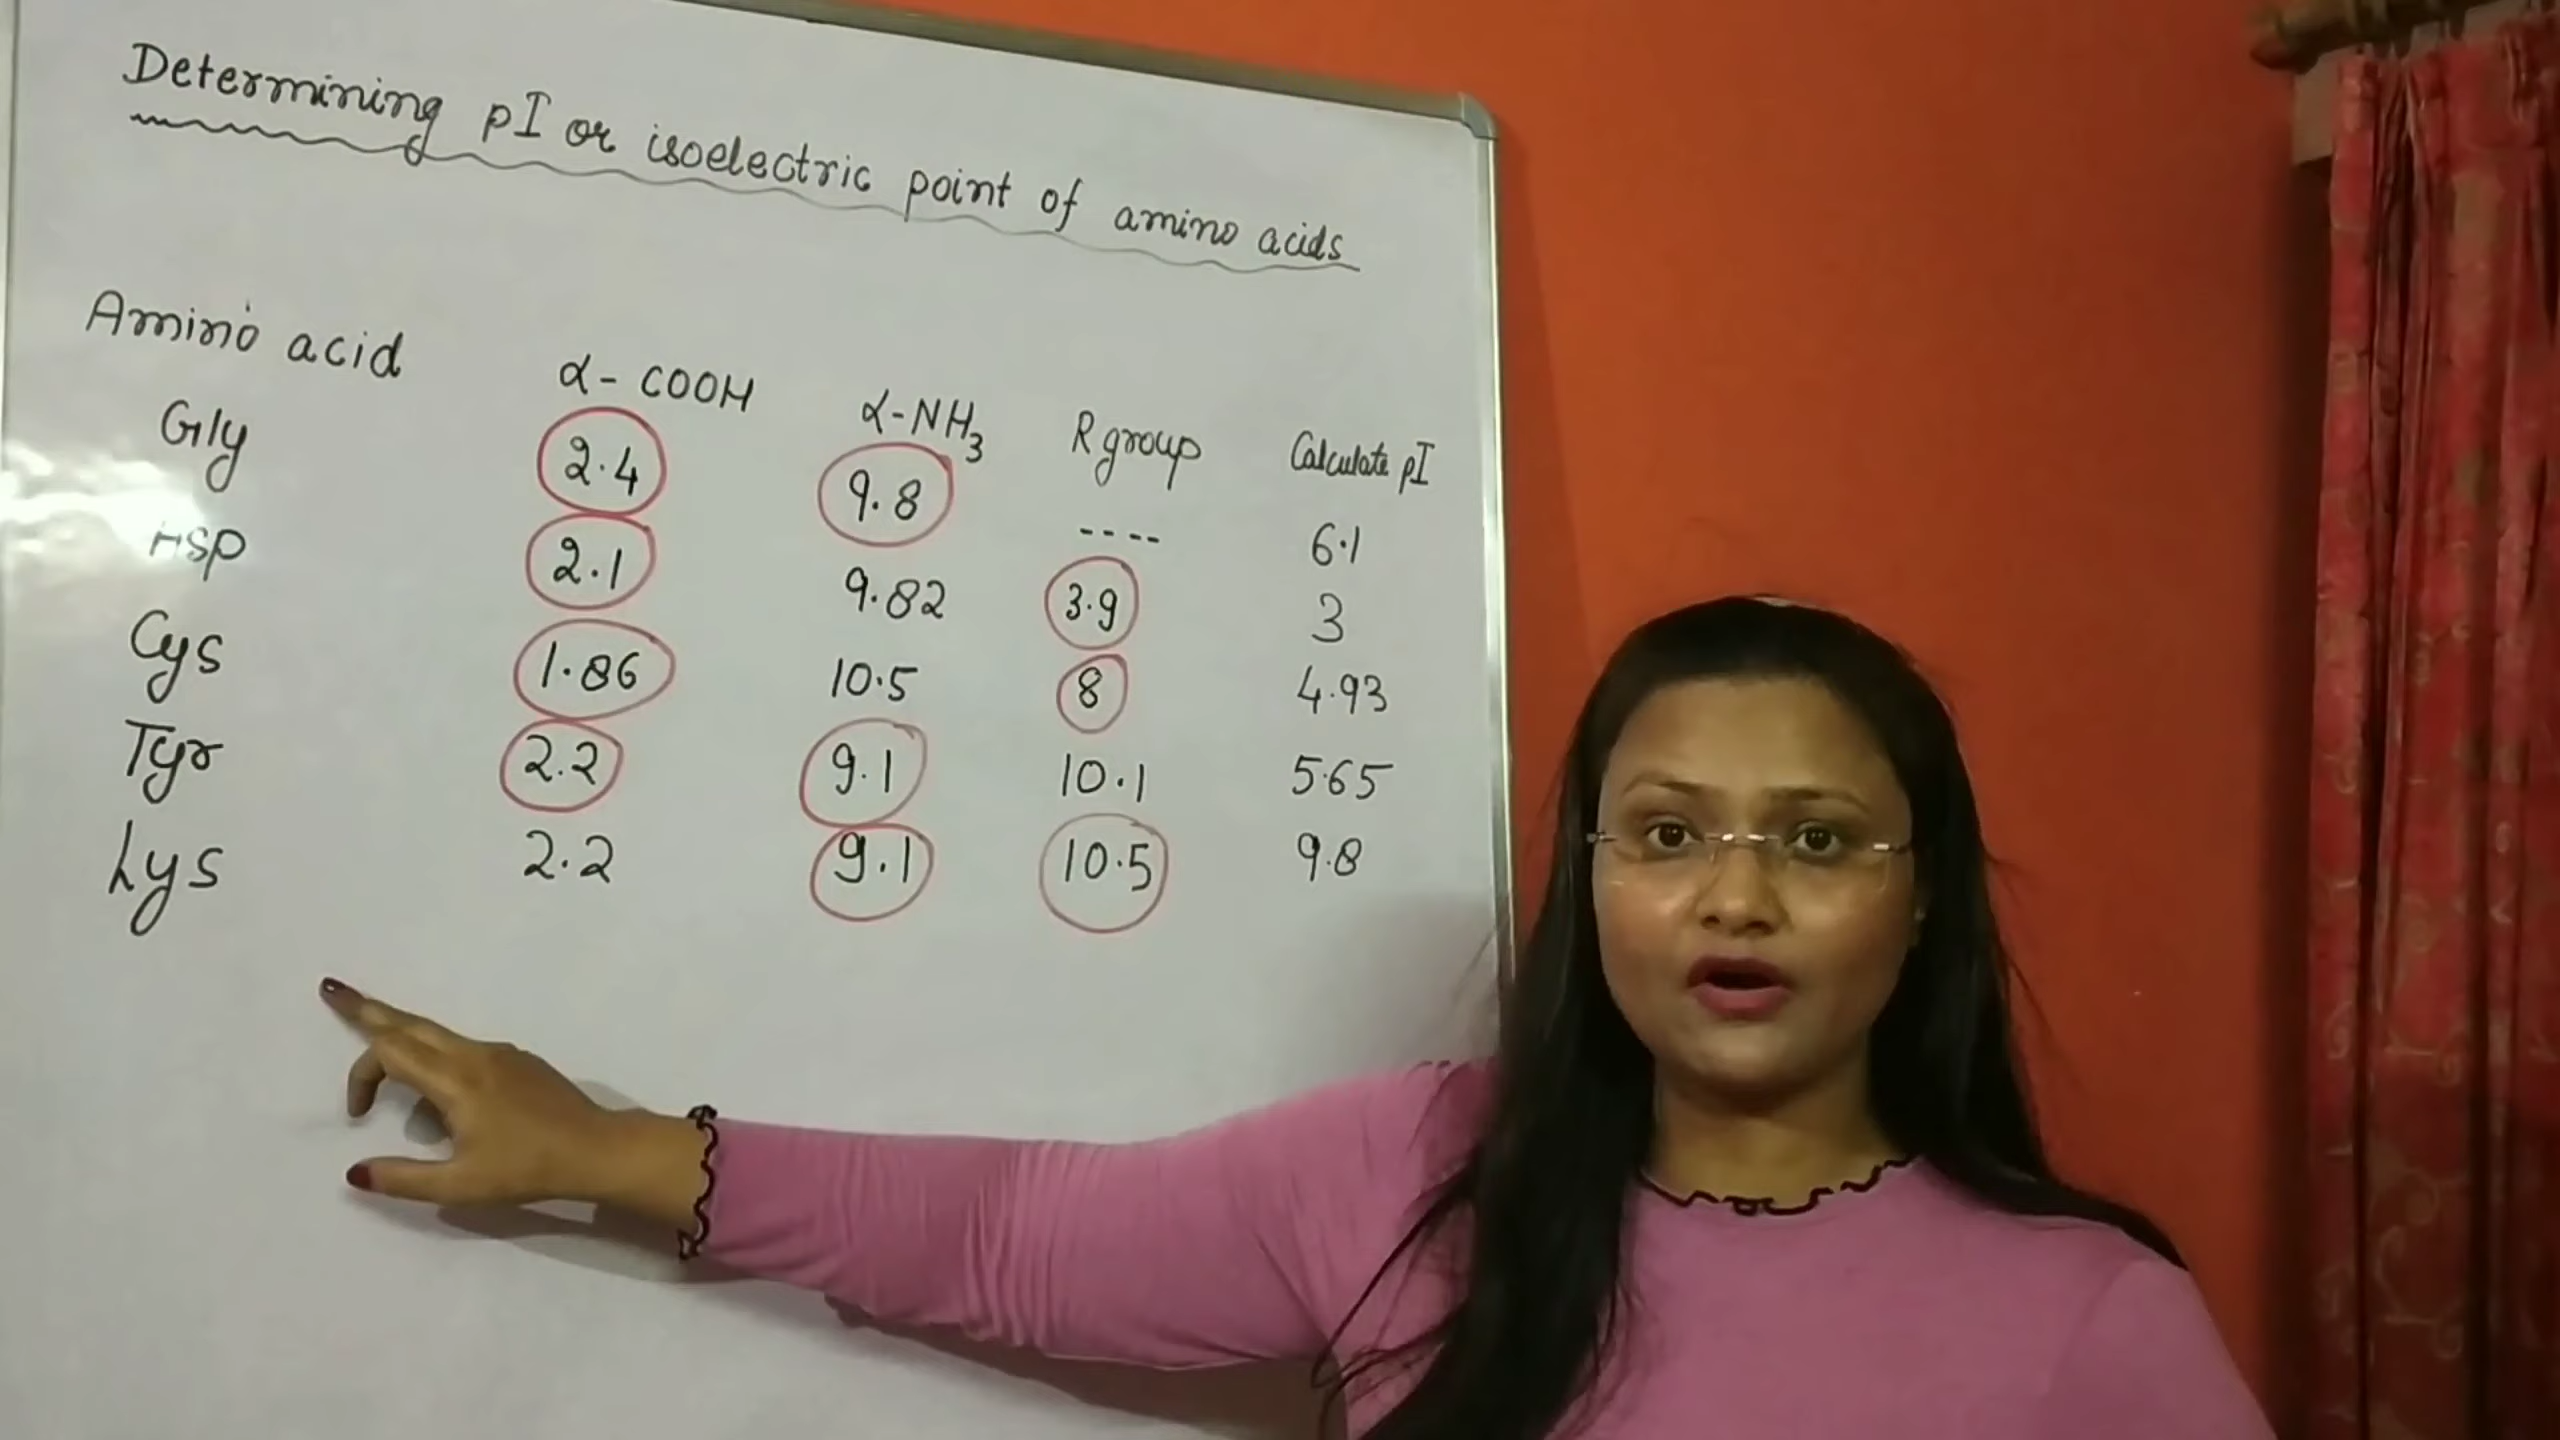 Determining pI or isoelectric point of amino acids
Amino acid α-COOH α-NH3 R group Calculate pI
Gly 2.4 9.8 ---- 6.1
Asp 2.1 9.82 3.9 3
Cys 1.86 10.5 8 4.93
Tyr 2.2 9.1 10.1 5.65
Lys 2.2 9.1 10.5 9.8